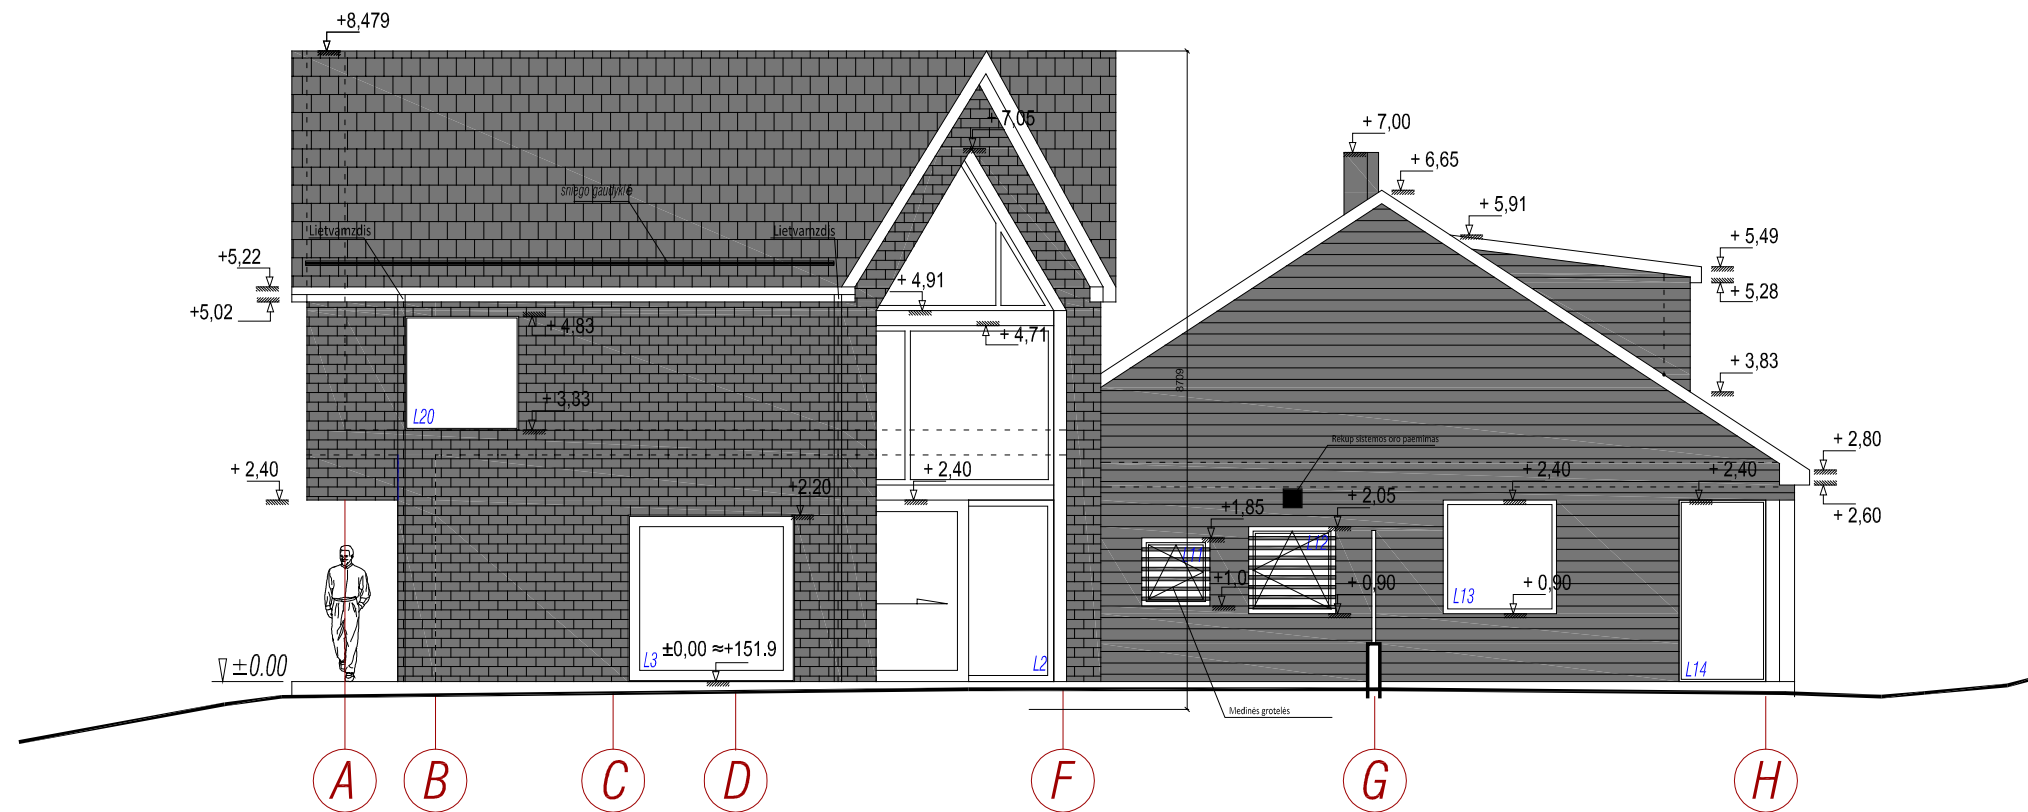 +8,479
+ 7,05
+ 7,00
+ 6,65
+ 5,91
sniego gaudyklė
Lietvamzdis
Lietvamzdis
+5,22
+5,02
+ 5,49
+ 5,28
+ 4,91
+ 4,83
+ 4,71
+ 3,83
8709
+ 3,33
L20
Rekup sistemos oro paemimas
+ 2,80
+ 2,60
+ 2,40
+2,20
+ 2,40
+ 2,40
+ 2,40
+1,85
+ 2,05
L11
L12
+1,0
+ 0,90
+ 0,90
L13
±0,00 ≈+151.9
L3
L2
L14
±0.00
Medinės grotelės
A
B
C
D
F
G
H